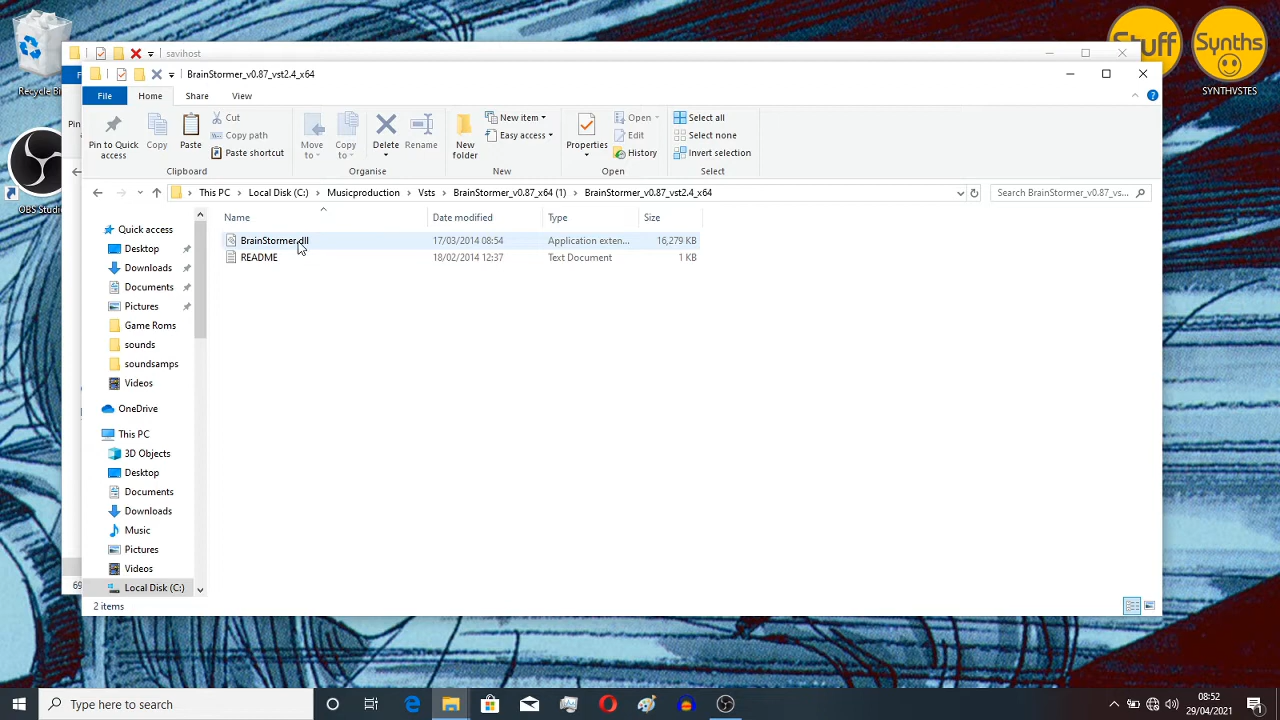 Recycle Bi
savihost
Stuff
Synths
SYNTHVSTES
BrainStormer_v0.87_vst2.4_x64
File Home Share View
Pin to Quick access
Copy
Paste
Cut
Copy path
Paste shortcut
Clipboard
Move to
Copy to
Delete
Rename
Organise
New folder
New item
Easy access
New
Properties
Open
Edit
History
Open
Select all
Select none
Invert selection
Select
OBS Studio
This PC > Local Disk (C:) > Musicproduction > Vsts > BrainStormer_v0.87_x64 (1) > BrainStormer_v0.87_vst2.4_x64
Search BrainStormer_v0.87_vs...
Name Date modified Type Size
BrainStormer.dll 17/03/2014 08:54 Application exten... 16,279 KB
README 18/02/2014 12:37 Text Document 1 KB
Quick access
Desktop
Downloads
Documents
Pictures
Game Roms
sounds
soundsamps
Videos
OneDrive
This PC
3D Objects
Desktop
Documents
Downloads
Music
Pictures
Videos
Local Disk (C:)
69
2 items
Type here to search
08:52
29/04/2021
1